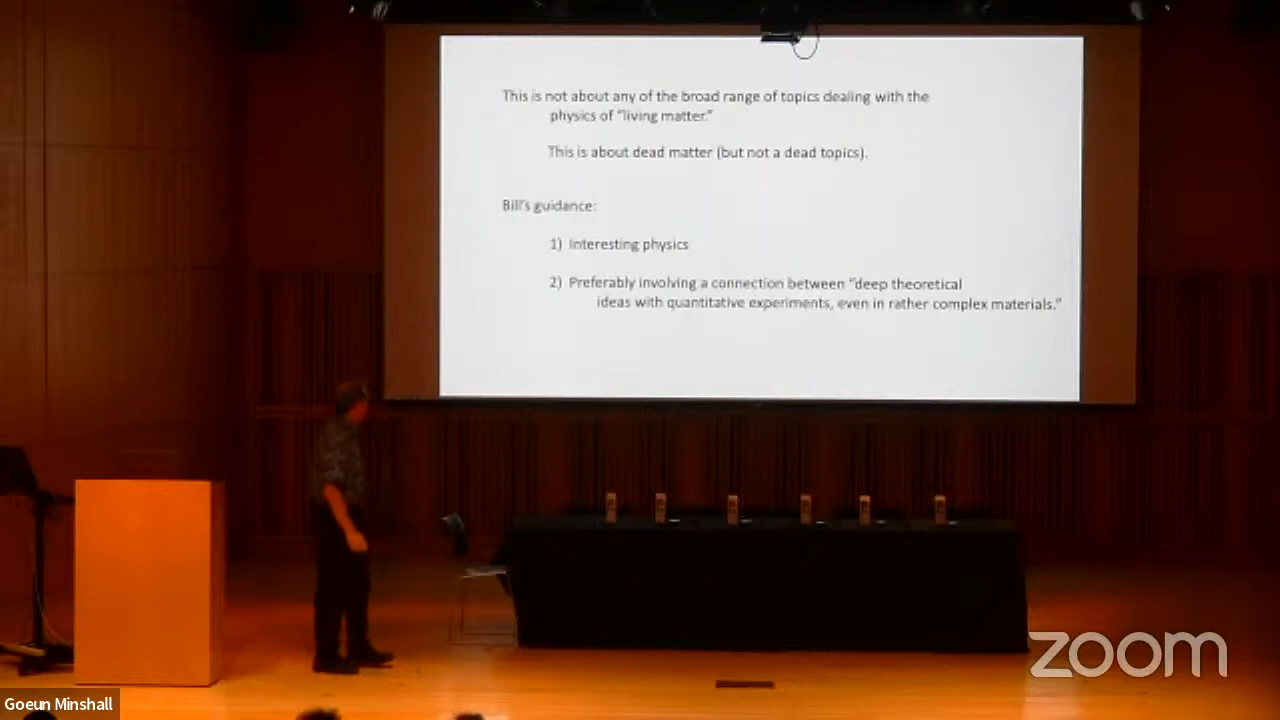 This is not about any of the broad range of topics dealing with the
physics of "living matter."
This is about dead matter (but not a dead topics).
Bill's guidance:
1) Interesting physics
2) Preferably involving a connection between "deep theoretical
ideas with quantitative experiments, even in rather complex materials."
zoom
Goeun Minshall